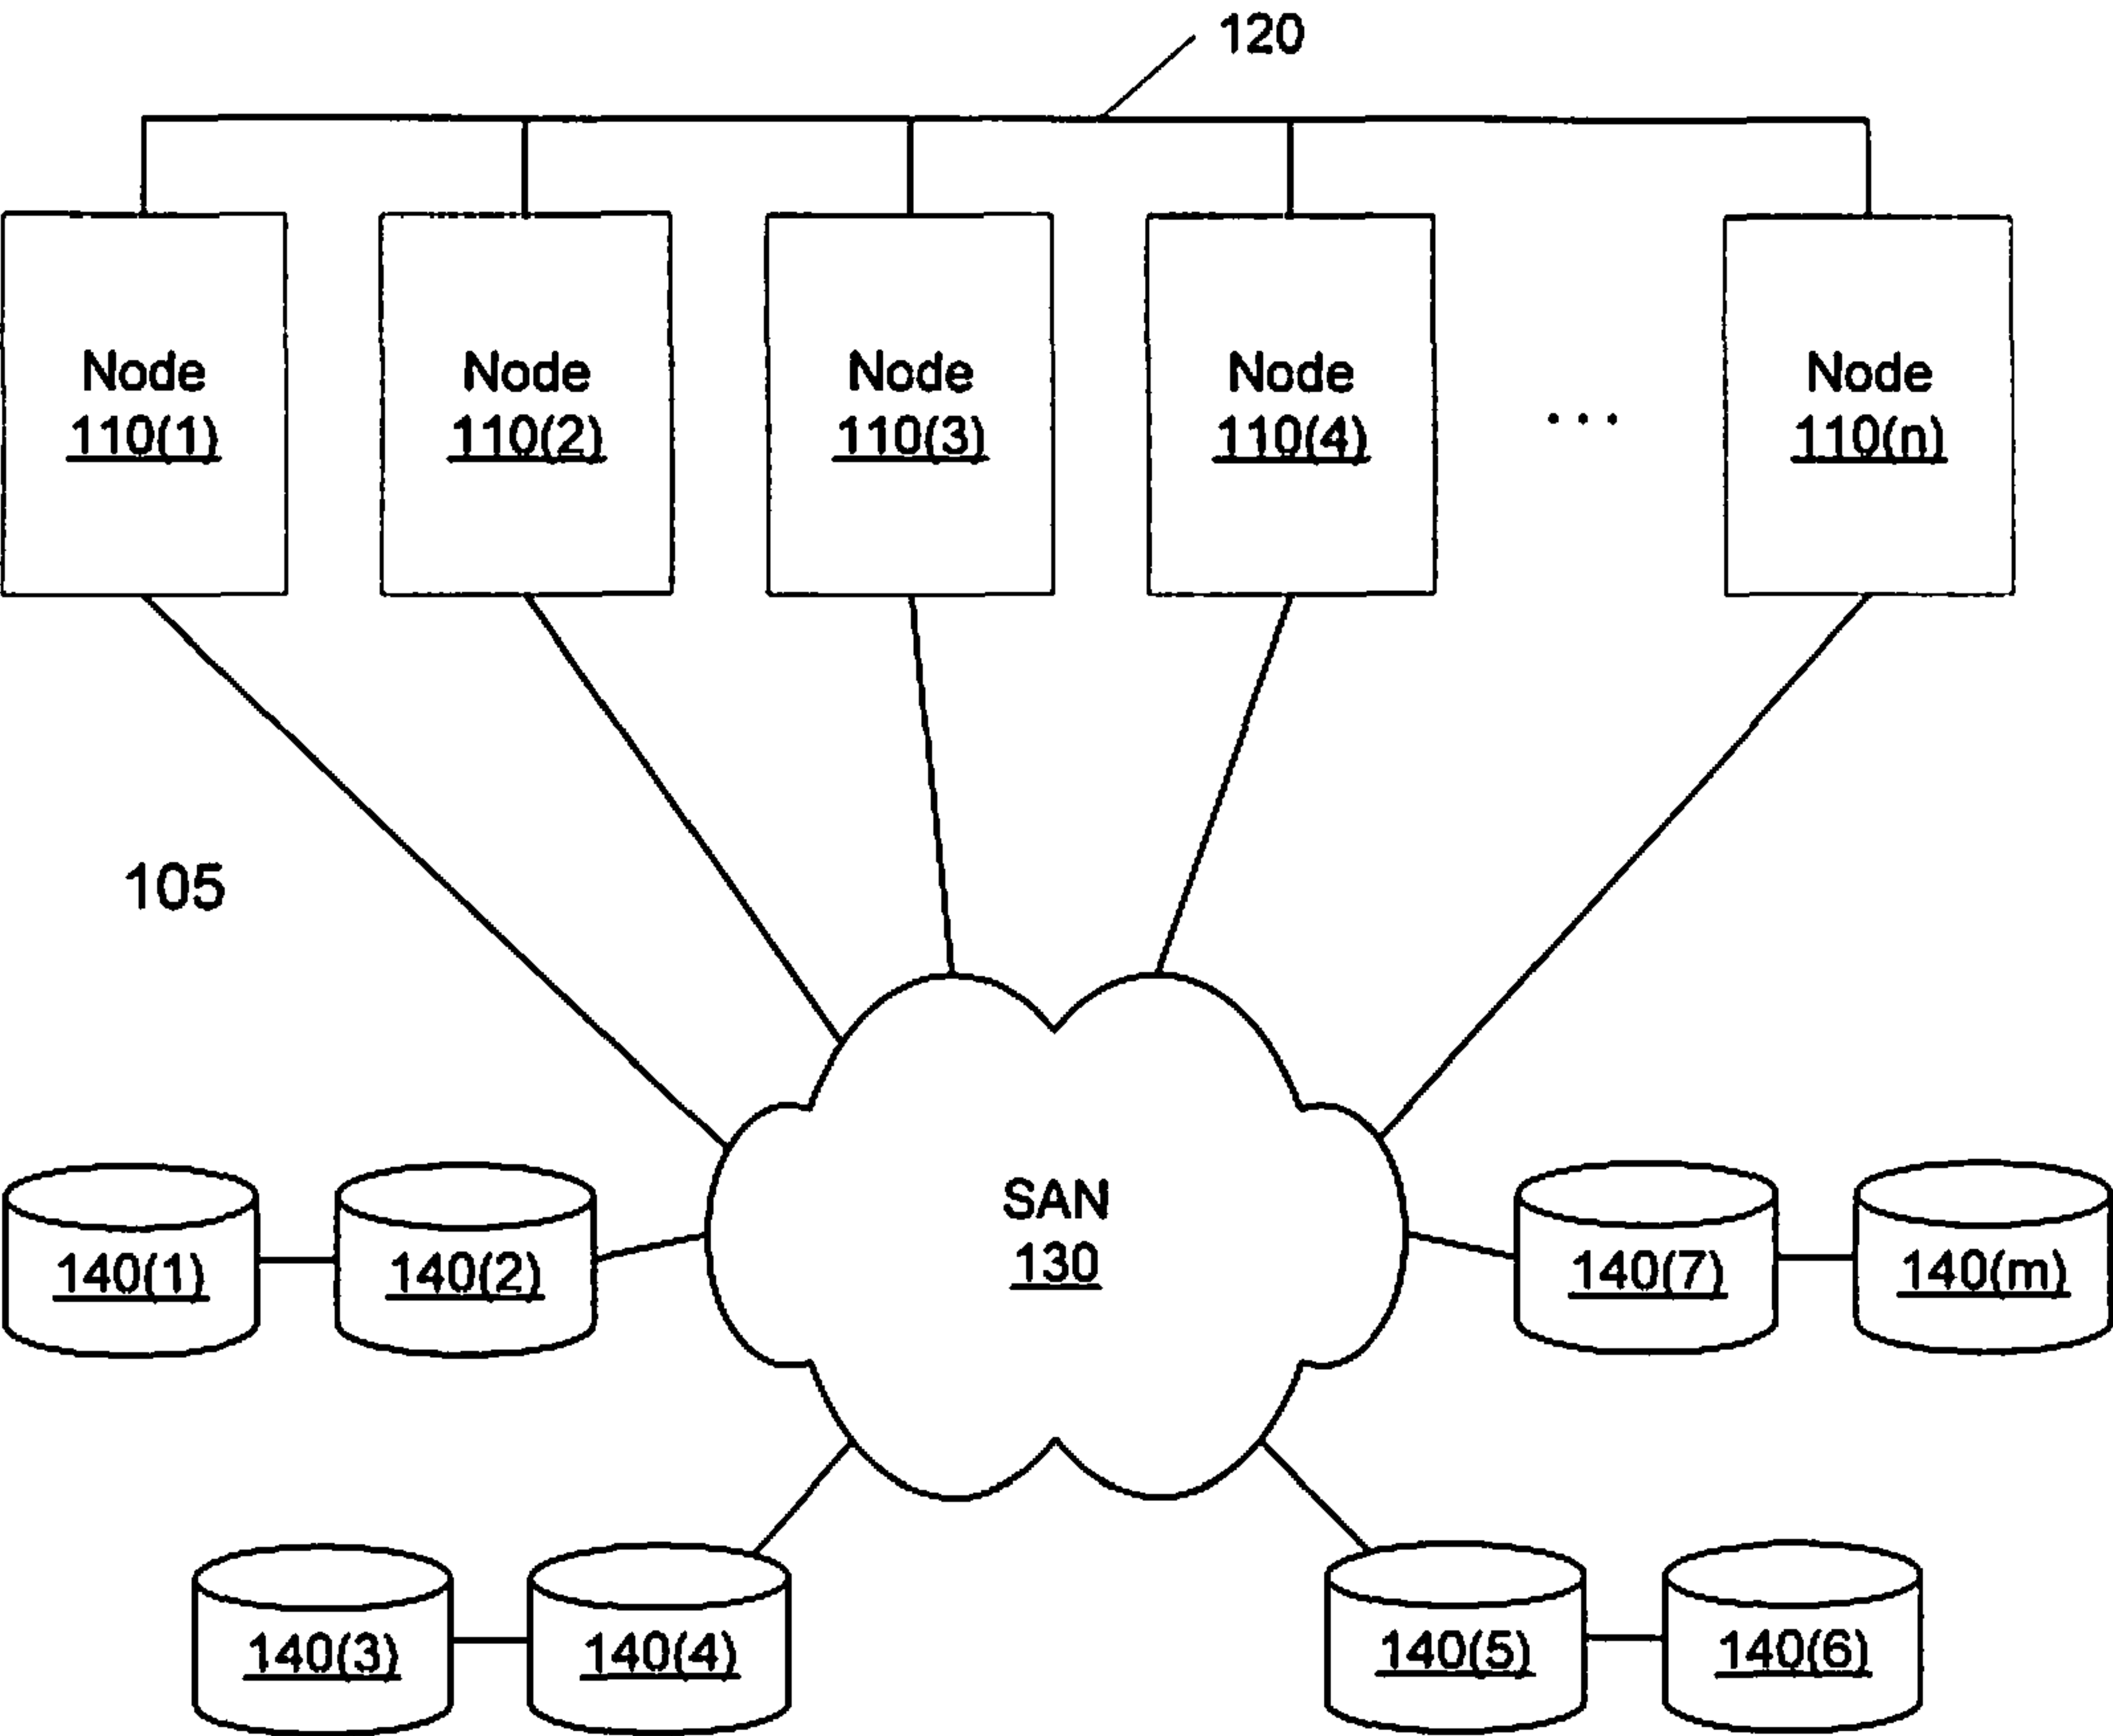 120
Node
110(1)
Node
110(2)
Node
110(3)
Node
110(4)
...
Node
110(n)
105
SAN
130
140(1)
140(2)
140(7)
140(m)
140(3)
140(4)
140(5)
140(6)